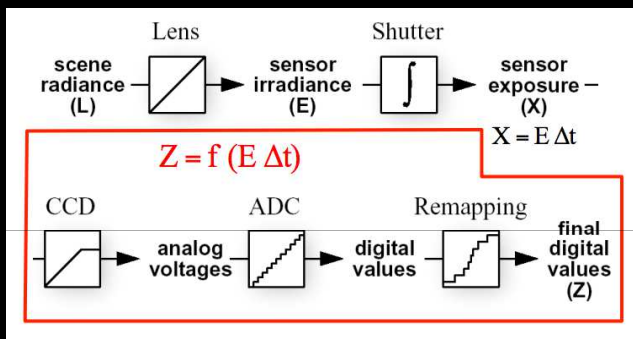 Lens
Shutter
scene radiance (L)
sensor irradiance (E)
∫
sensor exposure (X)
X = E Δt
Z = f (E Δt)
CCD
ADC
Remapping
analog voltages
digital values
final digital values (Z)